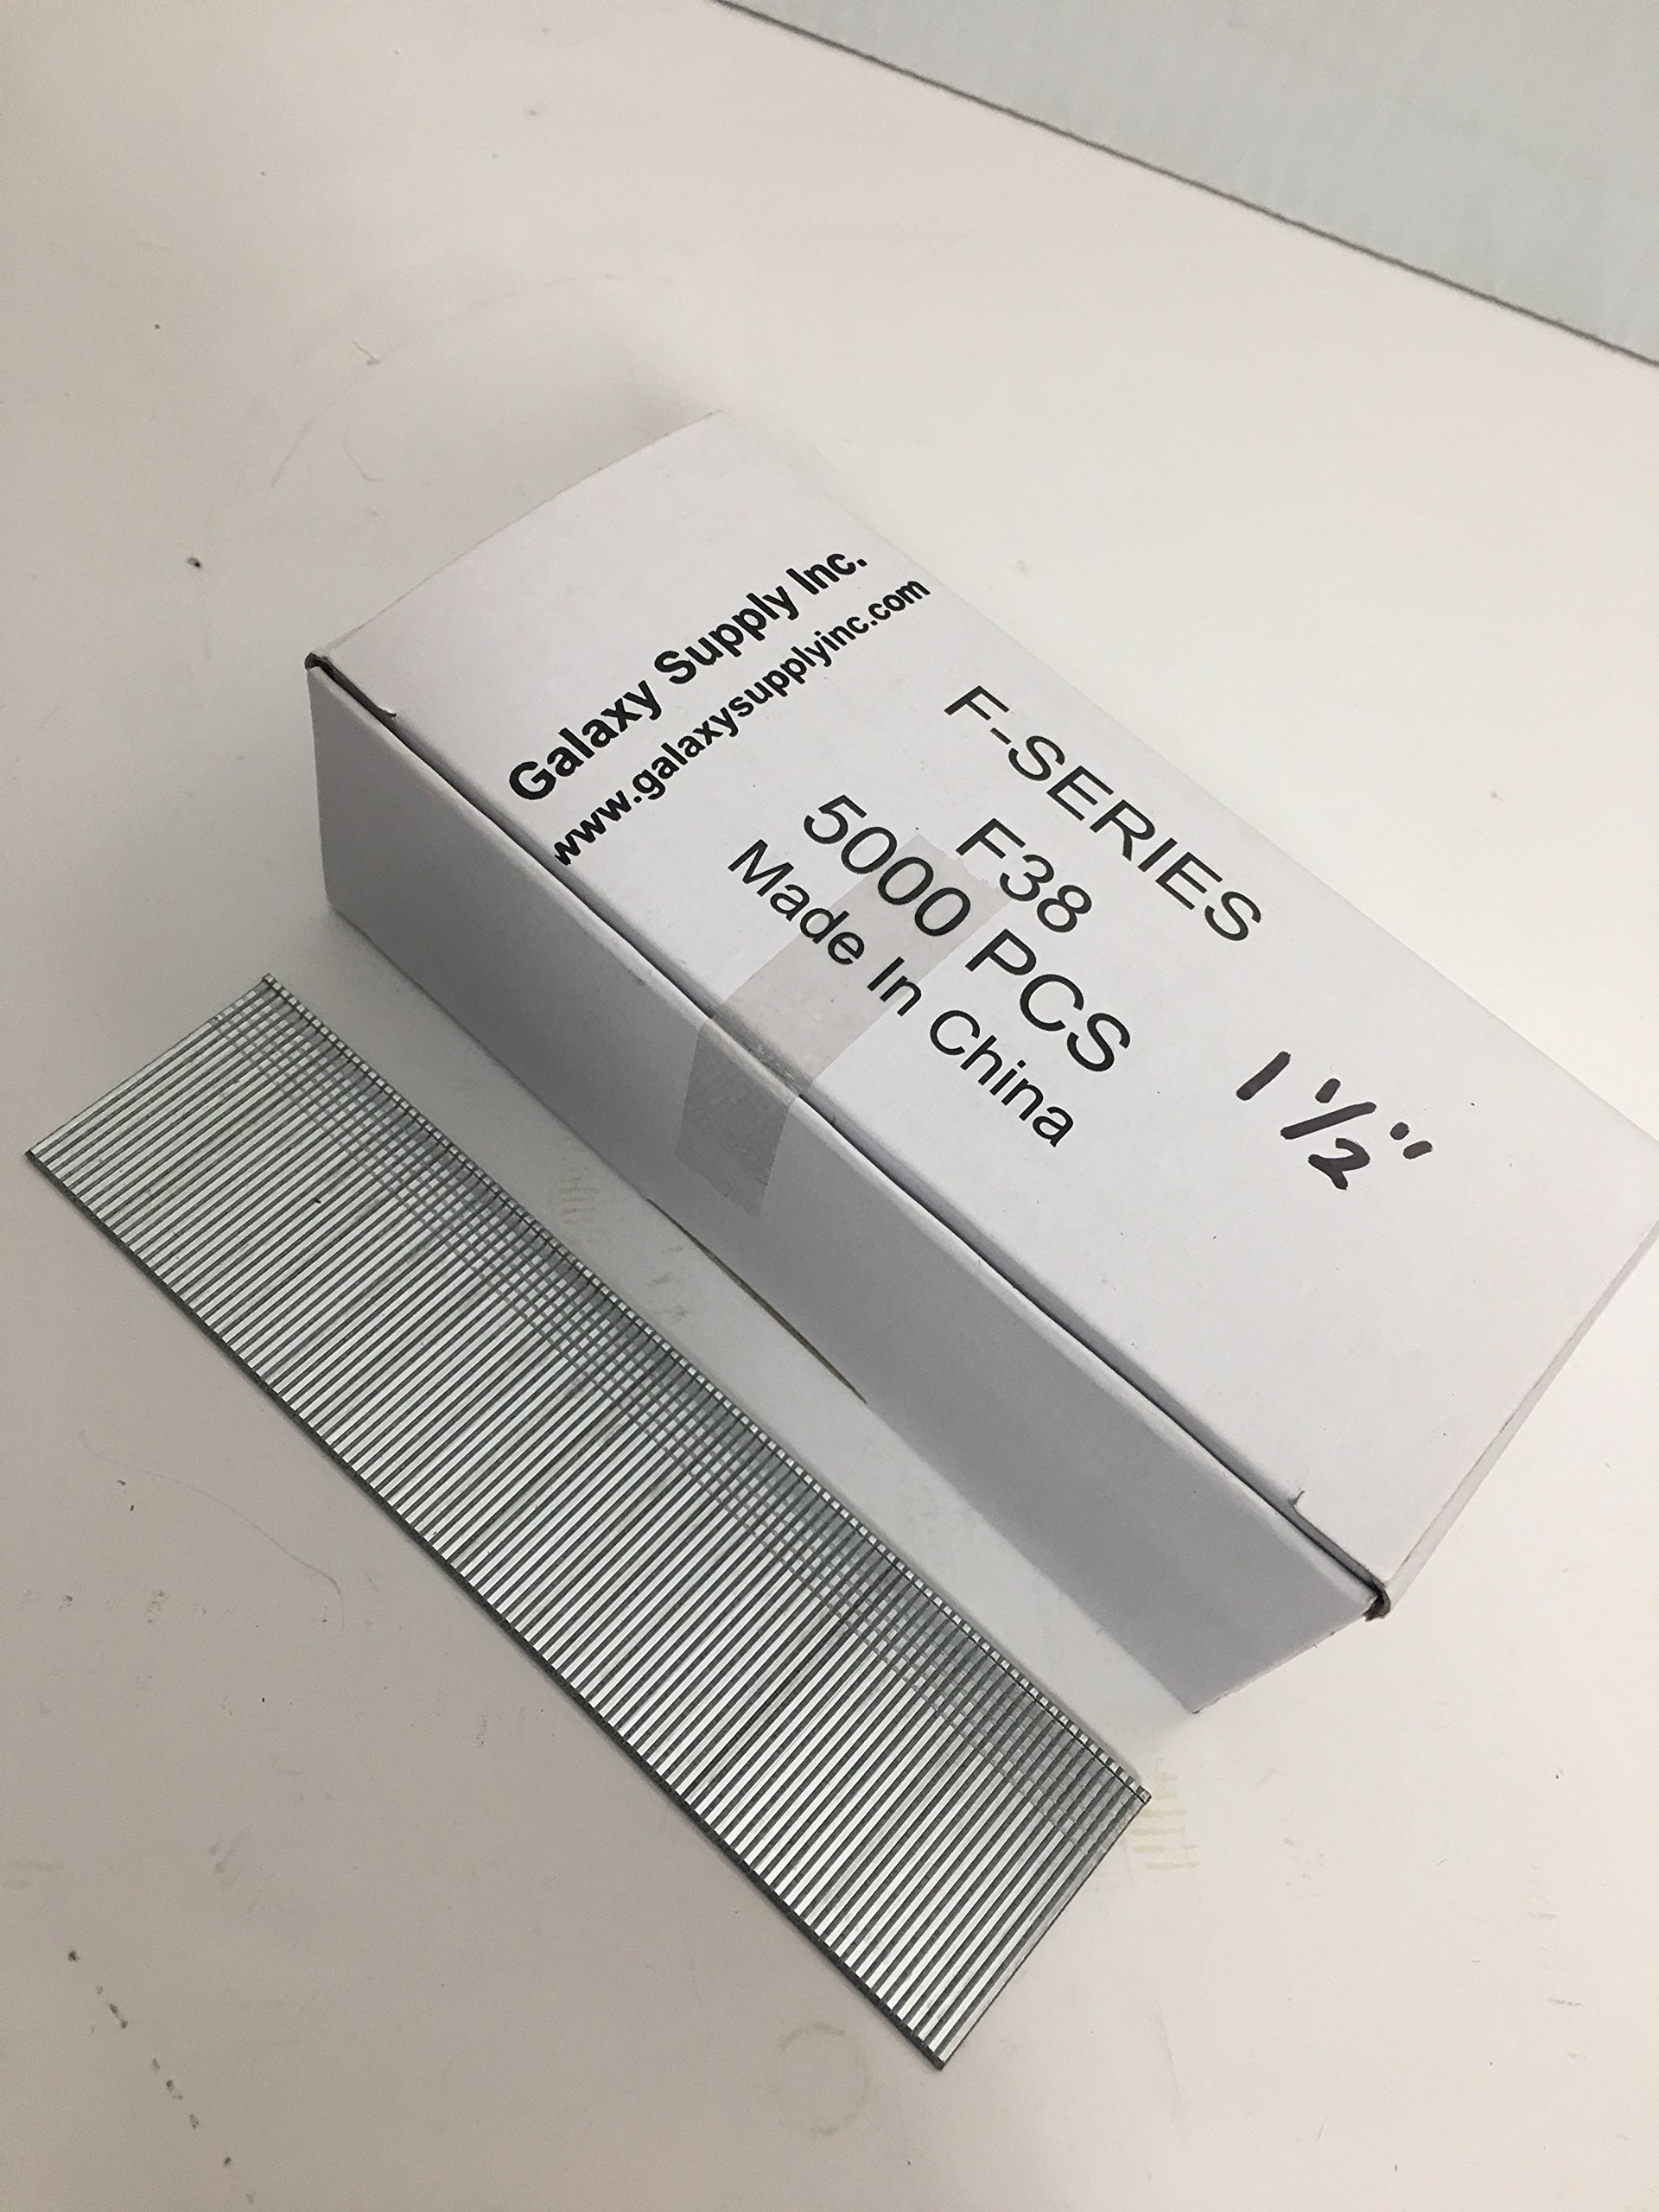 Galaxy Supply Inc.
www.galaxysupplyinc.com
F-SERIES
F38
5000 PCS
Made In China
1 1/2"